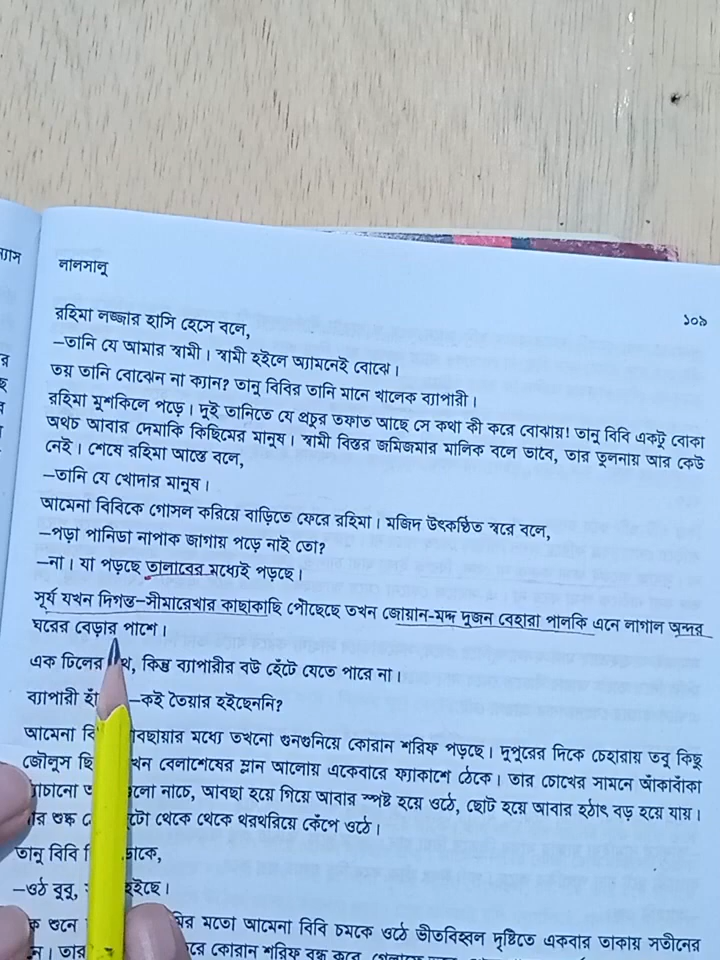 লালসালু
১০৯
রহিমা লজ্জার হাসি হেসে বলে,
–তানি যে আমার স্বামী। স্বামী হইলে অ্যামনেই বোঝে।
তয় তানি বোঝেন না ক্যান? তানু বিবির তানি মানে খালেক ব্যাপারী।
রহিমা মুশকিলে পড়ে। দুই তানিতে যে প্রচুর তফাত আছে সে কথা কী করে বোঝায়! তানু বিবি একটু বোকা
অথচ আবার দেমাকি কিছিমের মানুষ। স্বামী বিস্তর জমিজমার মালিক বলে ভাবে, তার তুলনায় আর কেউ
নেই। শেষে রহিমা আস্তে বলে,
–তানি যে খোদার মানুষ।
আমেনা বিবিকে গোসল করিয়ে বাড়িতে ফেরে রহিমা। মজিদ উৎকণ্ঠিত স্বরে বলে,
–পড়া পানিডা নাপাক জাগায় পড়ে নাই তো?
–না। যা পড়ছে তালাবের মধ্যেই পড়ছে।
সূর্য যখন দিগন্ত-সীমারেখার কাছাকাছি পৌছেছে তখন জোয়ান-মদ্দ দুজন বেহারা পালকি এনে লাগাল অন্দর
ঘরের বেড়ার পাশে।
এক ঢিলের পথ, কিন্তু ব্যাপারীর বউ হেঁটে যেতে পারে না।
ব্যাপারী হাঁ –কই তৈয়ার হইছেননি?
আমেনা বি আবছায়ার মধ্যে তখনো গুনগুনিয়ে কোরান শরিফ পড়ছে। দুপুরের দিকে চেহারায় তবু কিছু
জৌলুস ছি বেলাশেষের ম্লান আলোয় একেবারে ফ্যাকাশে ঠেকে। তার চোখের সামনে আঁকাবাঁকা
নাচে, আবছা হয়ে গিয়ে আবার স্পষ্ট হয়ে ওঠে, ছোট হয়ে আবার হঠাৎ বড় হয়ে যায়।
শুষ্ক থেকে থেকে থরথরিয়ে কেঁপে ওঠে।
তানু বিবি ডাকে,
–ওঠ বুবু, হইছে।
শুনে মতো আমেনা বিবি চমকে ওঠে ভীতবিহ্বল দৃষ্টিতে একবার তাকায় সতীনের
কোরান শরিফ বন্ধ করে,